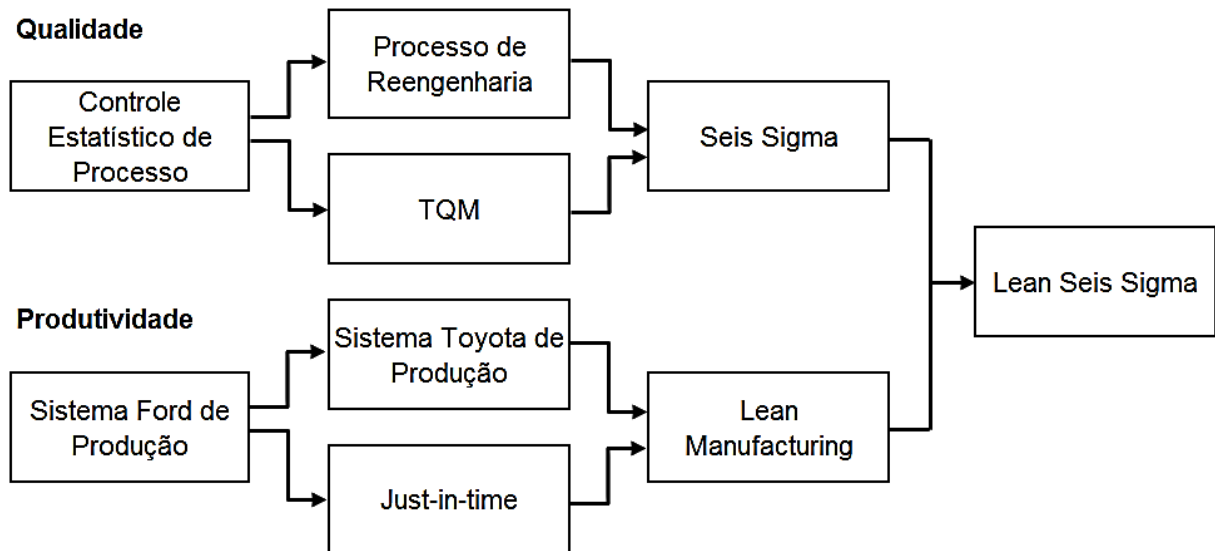 Qualidade
Controle
Estatístico de
Processo
Processo de
Reengenharia
TQM
Seis Sigma
Lean Seis Sigma
Produtividade
Sistema Ford de
Produção
Sistema Toyota de
Produção
Just-in-time
Lean
Manufacturing